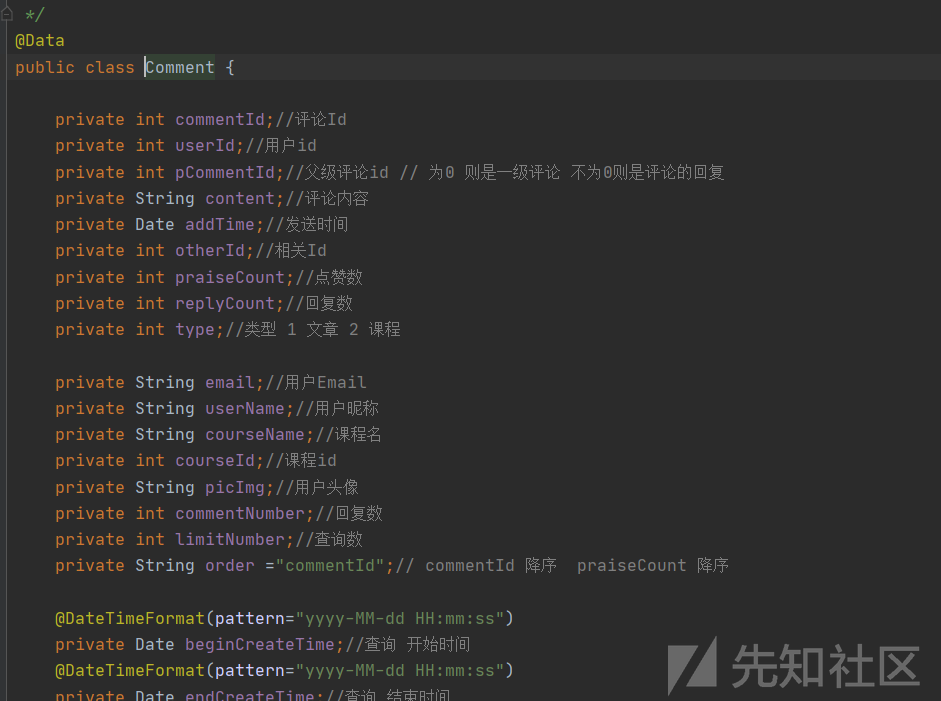 */
@Data
public class Comment {
private int commentId;//评论Id
private int userId;//用户id
private int pCommentId;//父级评论id // 为0 则是一级评论 不为0则是评论的回复
private String content;//评论内容
private Date addTime;//发送时间
private int otherId;//相关Id
private int praiseCount;//点赞数
private int replyCount;//回复数
private int type;//类型 1 文章 2 课程
private String email;//用户Email
private String userName;//用户昵称
private String courseName;//课程名
private int courseId;//课程id
private String picImg;//用户头像
private int commentNumber;//回复数
private int limitNumber;//查询数
private String order ="commentId";// commentId 降序  praiseCount 降序
@DateTimeFormat(pattern="yyyy-MM-dd HH:mm:ss")
private Date beginCreateTime;//查询 开始时间
@DateTimeFormat(pattern="yyyy-MM-dd HH:mm:ss")
private Date endCreateTime;//查询 结束时间
先知社区